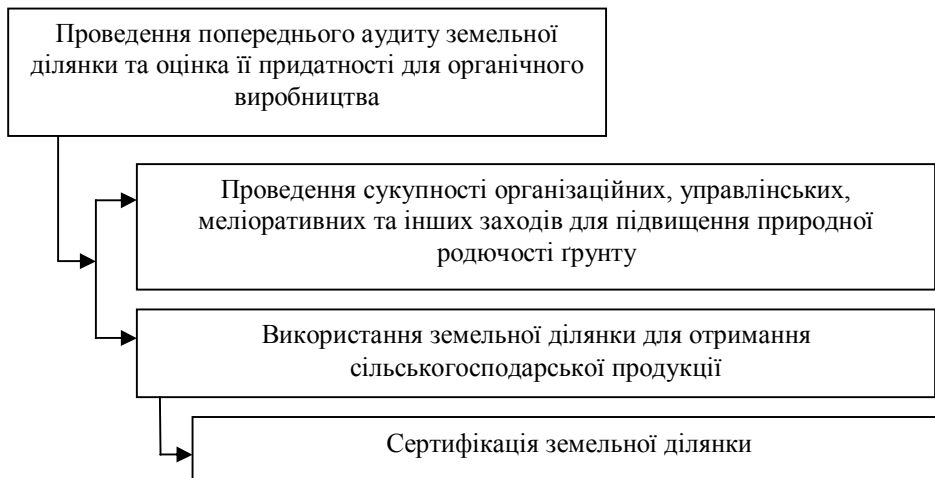 Проведення попереднього аудиту земельної
ділянки та оцінка її придатності для органічного
виробництва
Проведення сукупності організаційних, управлінських,
меліоративних та інших заходів для підвищення природної
родючості ґрунту
Використання земельної ділянки для отримання
сільськогосподарської продукції
Сертифікація земельної ділянки